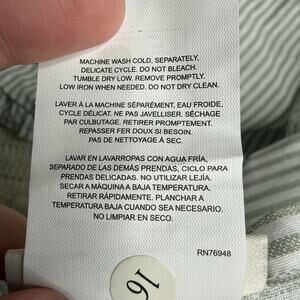 MACHINE WASH COLD, SEPARATELY,
DELICATE CYCLE. DO NOT BLEACH.
TUMBLE DRY LOW. REMOVE PROMPTLY.
LOW IRON WHEN NEEDED. DO NOT DRY CLEAN.
LAVER À LA MACHINE SÉPARÉMENT, EAU FROIDE,
CYCLE DÉLICAT. NE PAS JAVELLISER. SÉCHAGE
PAR CULBUTAGE. RETIRER PROMPTEMENT.
REPASSER FER DOUX SI BESOIN.
PAS DE NETTOYAGE À SEC.
LAVAR EN LAVARROPAS CON AGUA FRÍA,
SEPARADO DE LAS DEMÁS PRENDAS, CICLO PARA
PRENDAS DELICADAS. NO UTILIZAR LEJÍA.
SECAR A MÁQUINA A BAJA TEMPERATURA.
RETIRAR RÁPIDAMENTE. PLANCHAR A
TEMPERATURA BAJA CUANDO SEA NECESARIO.
NO LIMPIAR EN SECO.
RN76948
16